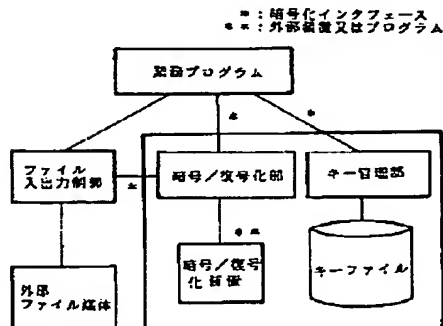 *：暗号化インタフェース
**：外部装置又はプログラム
業務プログラム
*
*
ファイル
入出力制御
*
暗号／復号化部
キー管理部
**
暗号／復号
化装置
キーファイル
外部
ファイル媒体